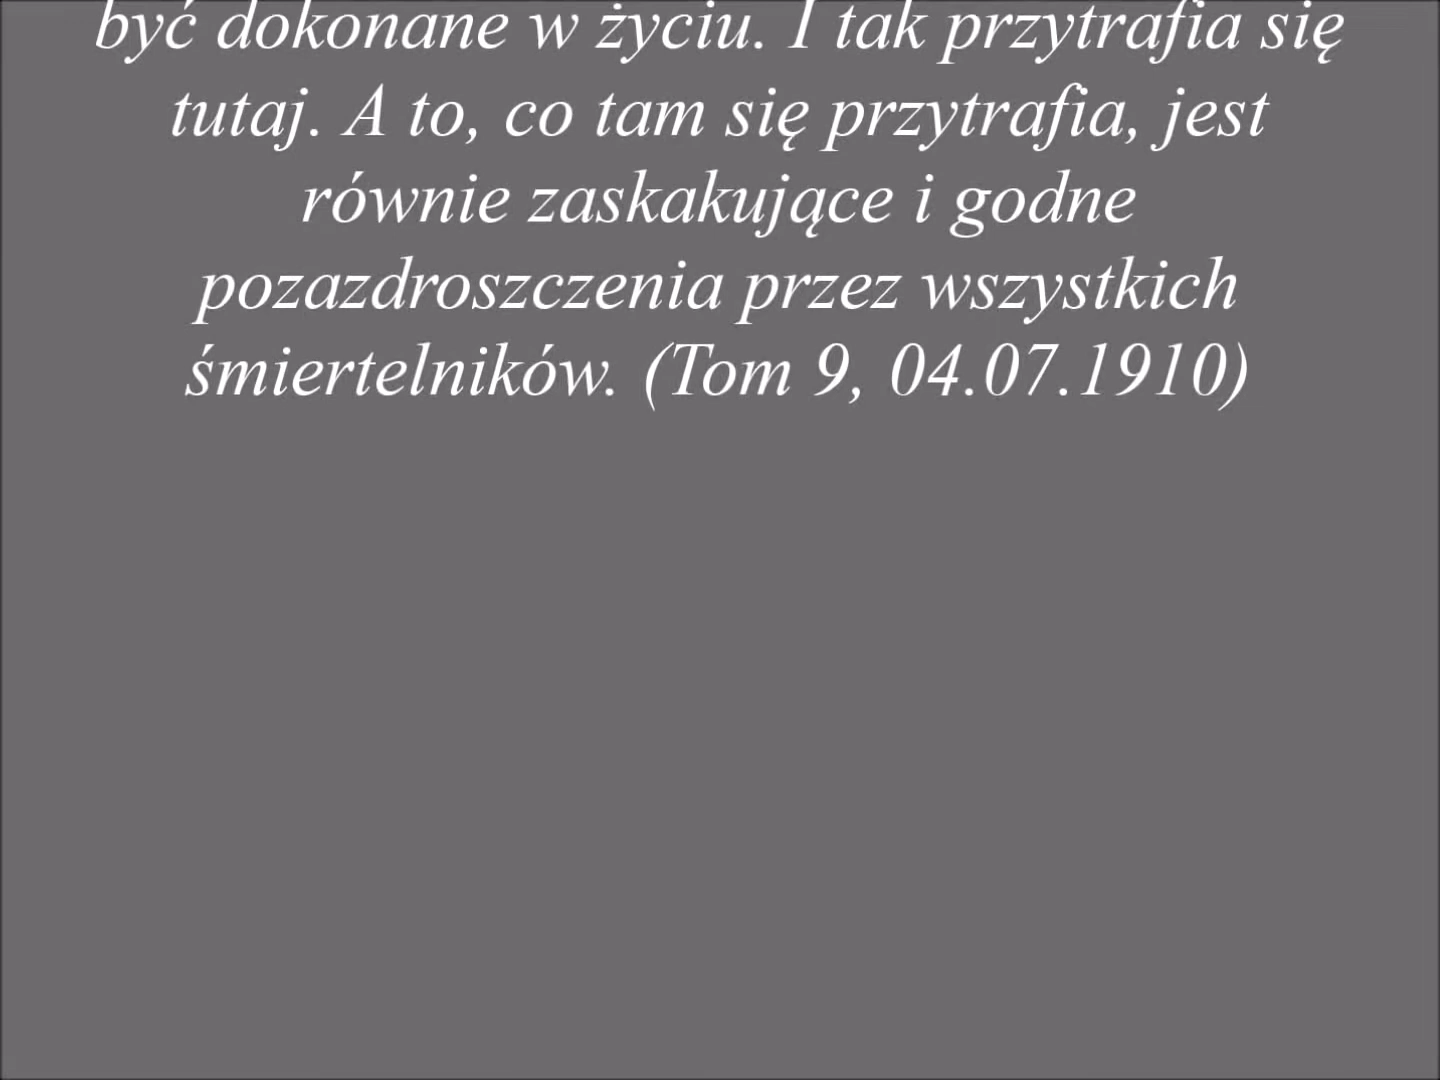 być dokonane w życiu. I tak przytrafia się
tutaj. A to, co tam się przytrafia, jest
równie zaskakujące i godne
pozazdroszczenia przez wszystkich
śmiertelników. (Tom 9, 04.07.1910)